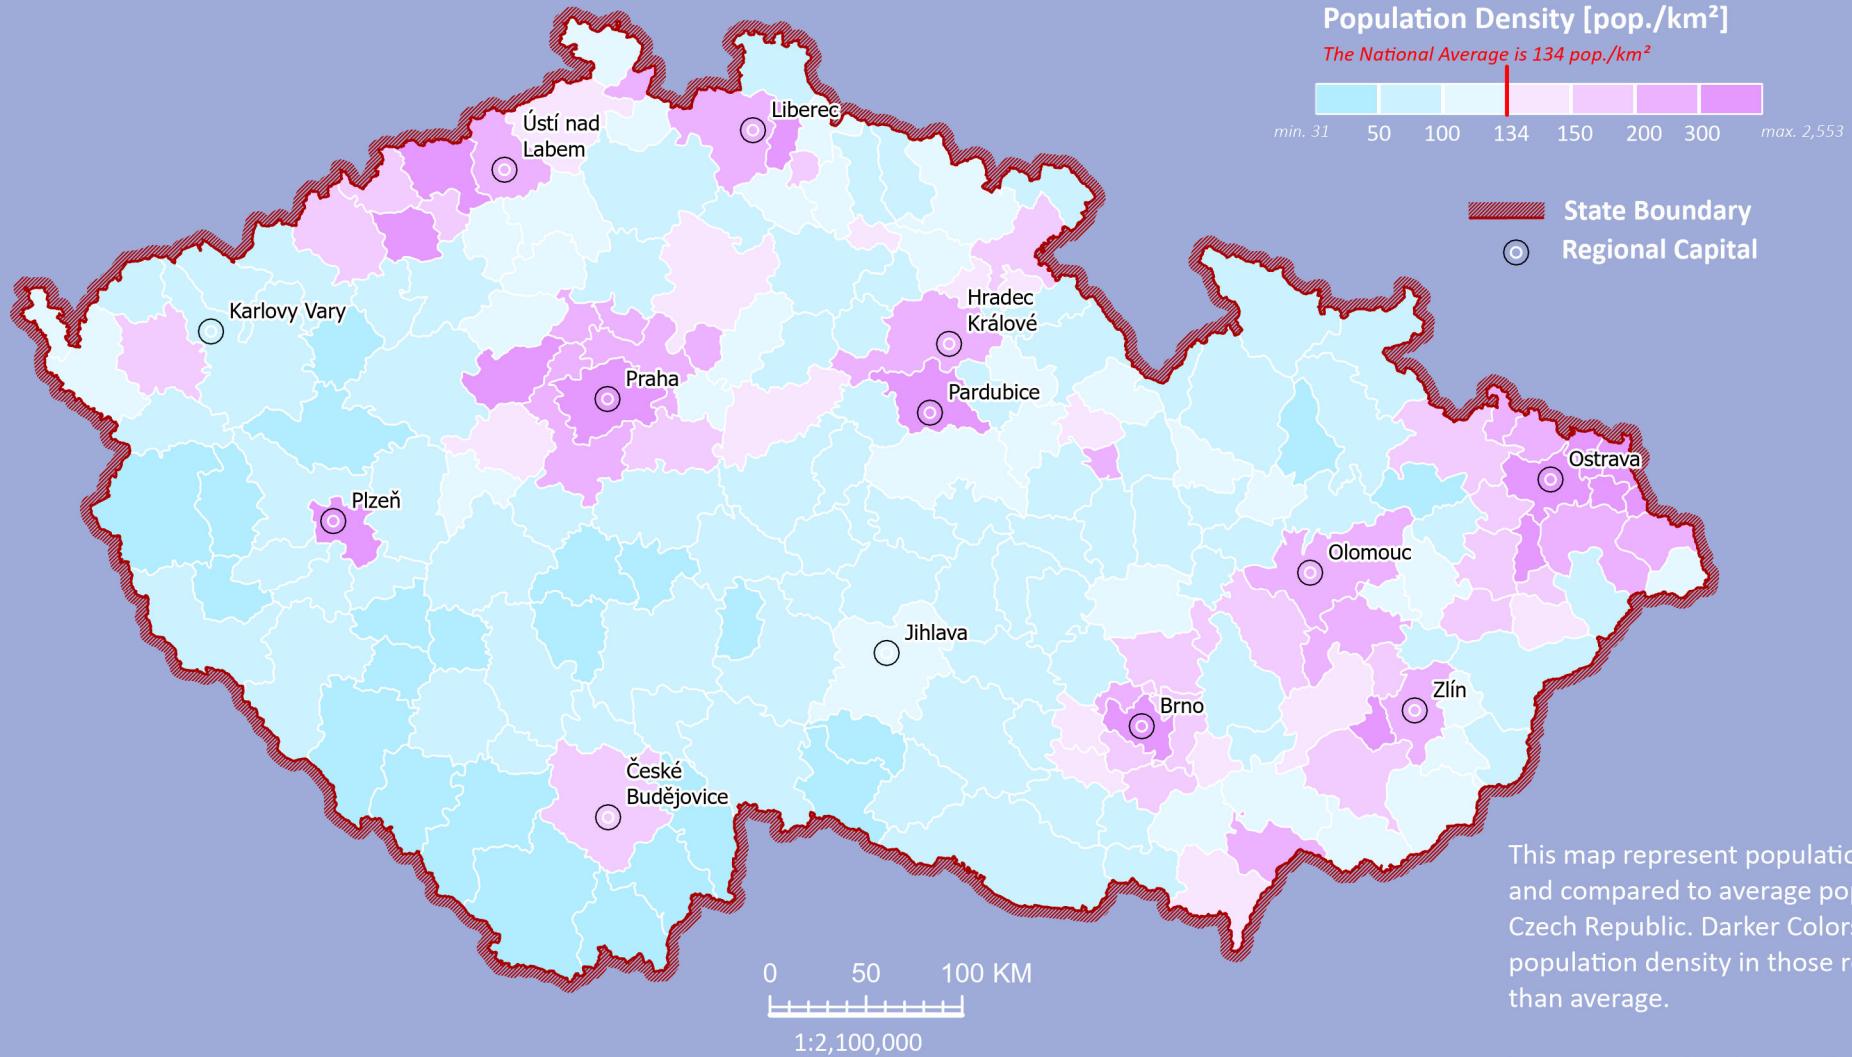 Population Density [pop./km²]
The National Average is 134 pop./km²
min. 31 50 100 134 150 200 300 max. 2,553
State Boundary
Regional Capital
Liberec
Ústí nad
Labem
Karlovy Vary
Hradec
Králové
Praha
Pardubice
Ostrava
Plzeň
Olomouc
Jihlava
Zlín
Brno
České
Budějovice
This map represent
and compared to average
Czech Republic. Darker
population density in those
than average.
0 50 100 KM
1:2,100,000